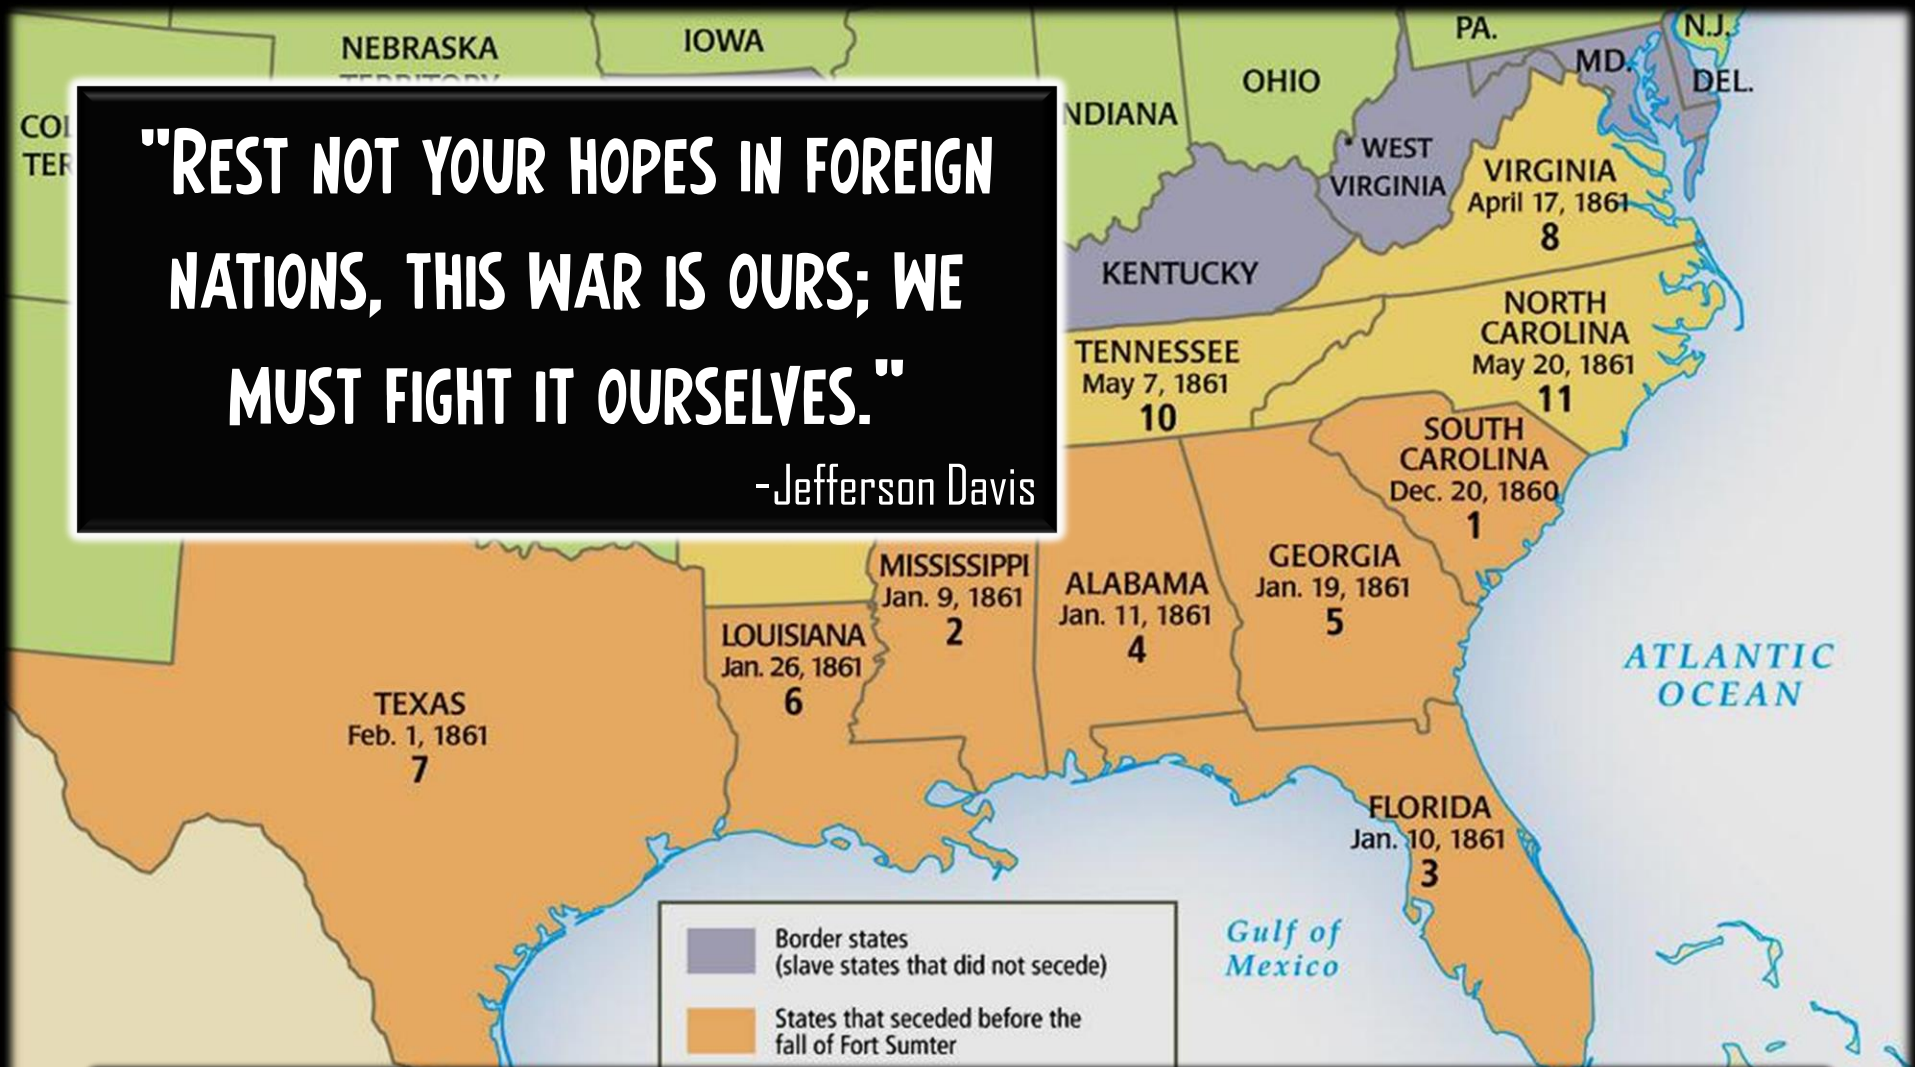 NEBRASKA
TERRITORY
IOWA
PA.
N.J.
OHIO
MD.
DEL.
NDIANA
COL
TER
"REST NOT YOUR HOPES IN FOREIGN
NATIONS, THIS WAR IS OURS; WE
MUST FIGHT IT OURSELVES."
-Jefferson Davis
WEST
VIRGINIA
VIRGINIA
April 17, 1861
8
KENTUCKY
NORTH
CAROLINA
May 20, 1861
11
TENNESSEE
May 7, 1861
10
SOUTH
CAROLINA
Dec. 20, 1860
1
MISSISSIPPI
Jan. 9, 1861
2
ALABAMA
Jan. 11, 1861
4
GEORGIA
Jan. 19, 1861
5
LOUISIANA
Jan. 26, 1861
6
TEXAS
Feb. 1, 1861
7
ATLANTIC
OCEAN
FLORIDA
Jan. 10, 1861
3
Gulf of
Mexico
Border states
(slave states that did not secede)
States that seceded before the
fall of Fort Sumter